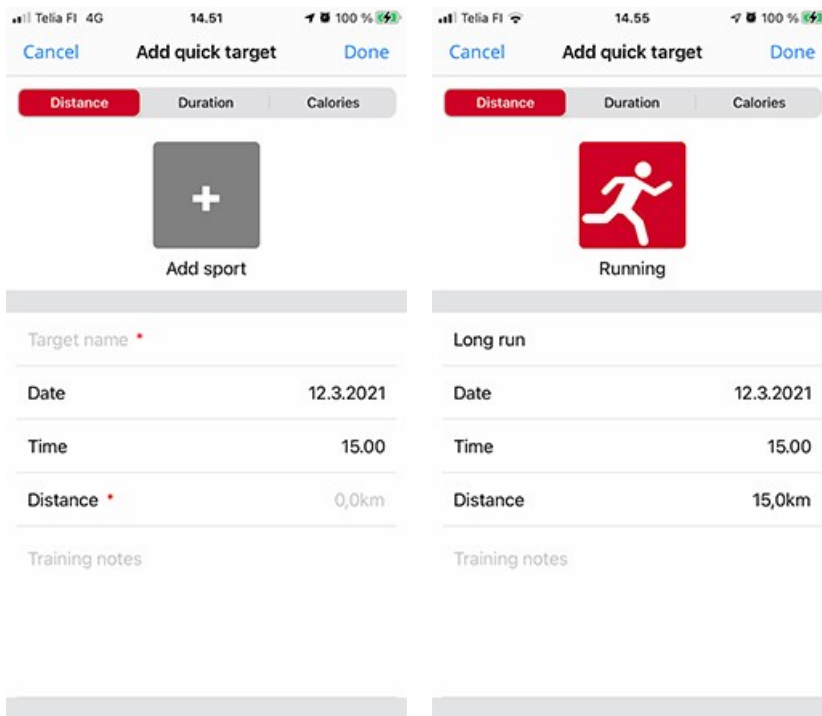 Telia FI 4G 14.51 100 %
Cancel Add quick target Done
Distance Duration Calories
+
Add sport
Target name *
Date 12.3.2021
Time 15.00
Distance * 0,0km
Training notes
Telia FI 14.55 100 %
Cancel Add quick target Done
Distance Duration Calories
Running
Long run
Date 12.3.2021
Time 15.00
Distance 15,0km
Training notes